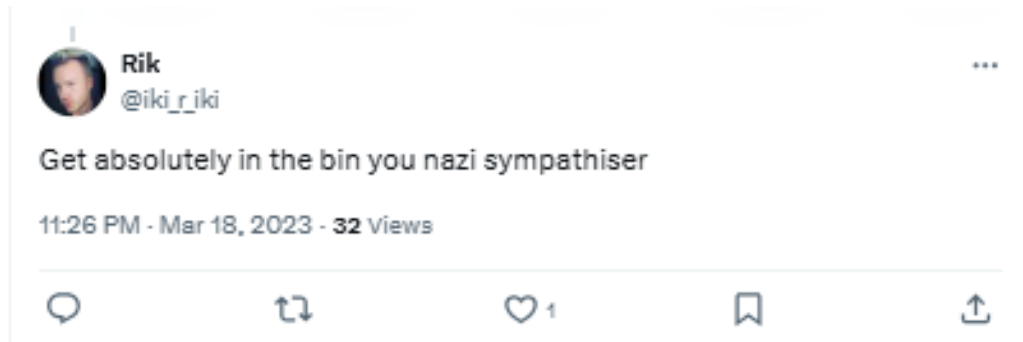 Rik
@iki_r_iki
Get absolutely in the bin you nazi sympathiser
11:26 PM · Mar 18, 2023 · 32 Views
1